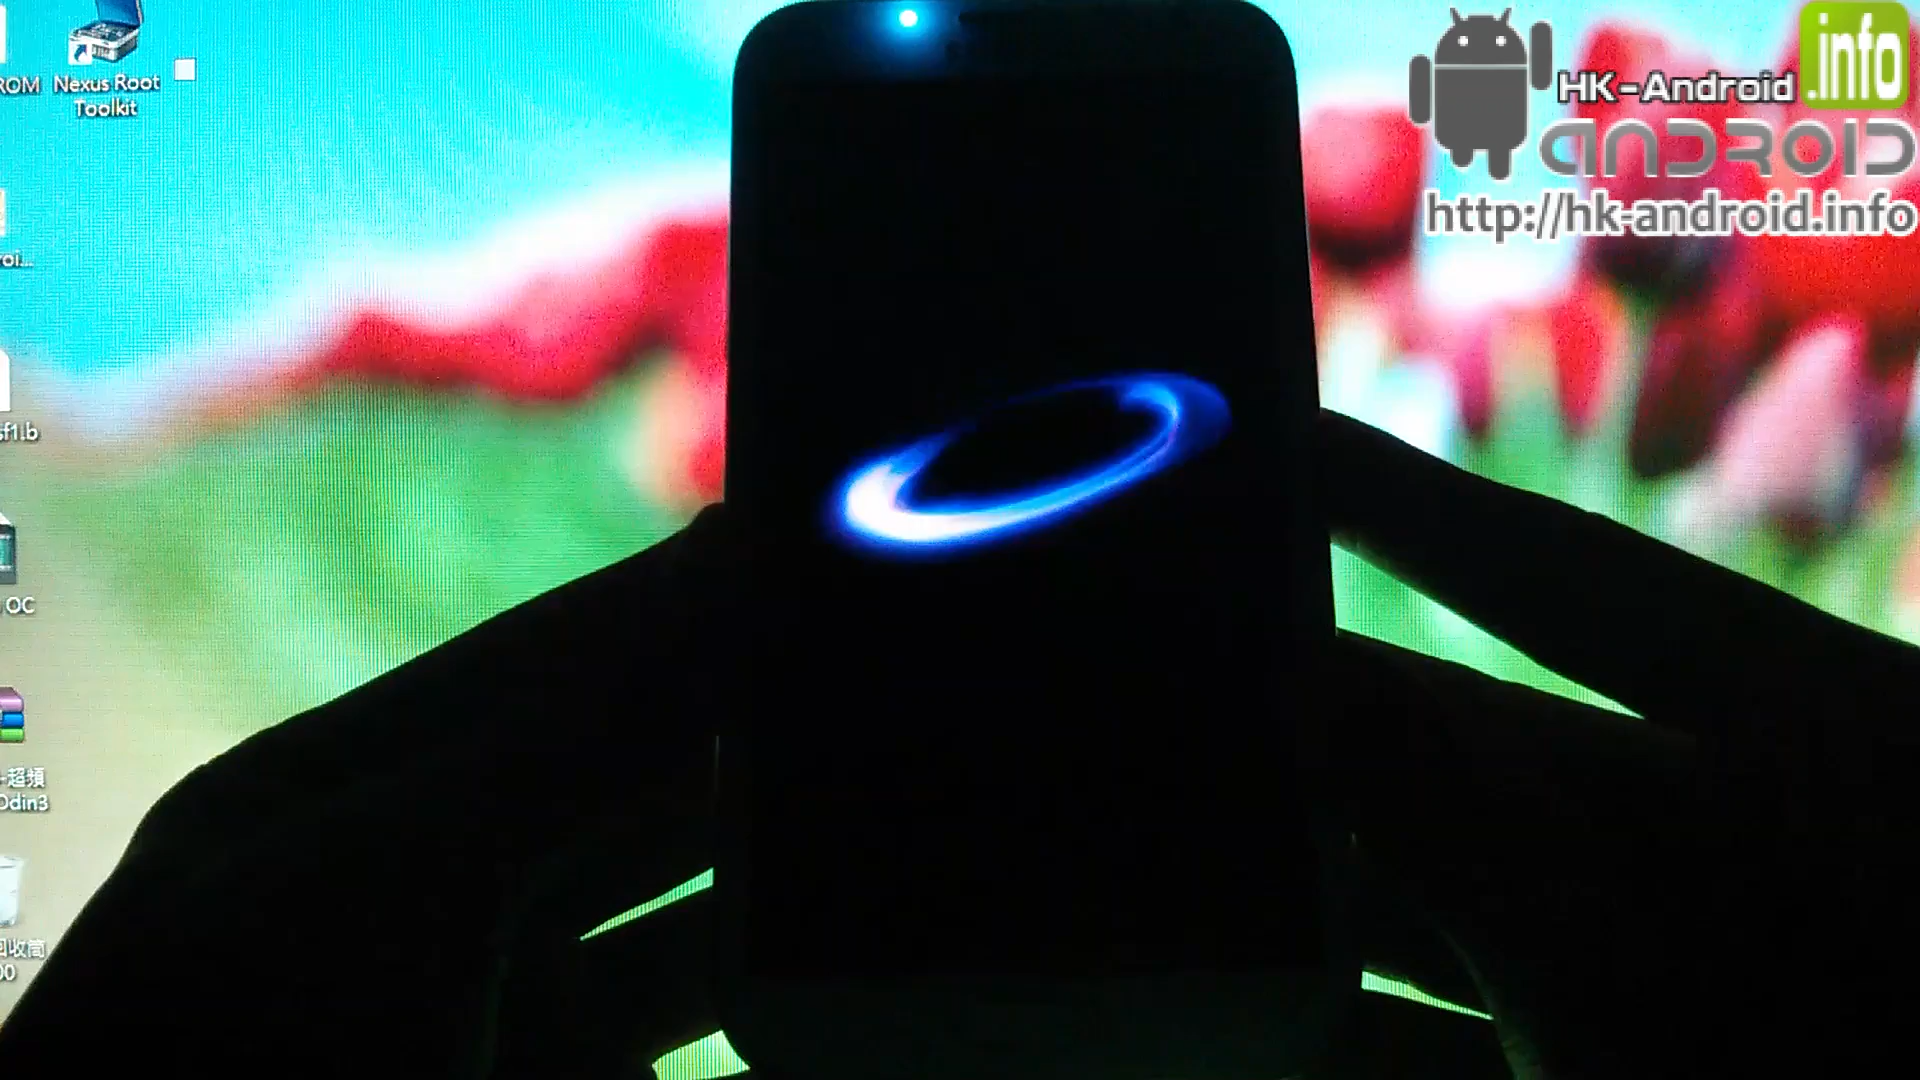 ROM
Nexus Root
Toolkit
HK-Android
.info
ANDROID
http://hk-android.info
sf1.b
OC
-超頻
Odin3
回收筒